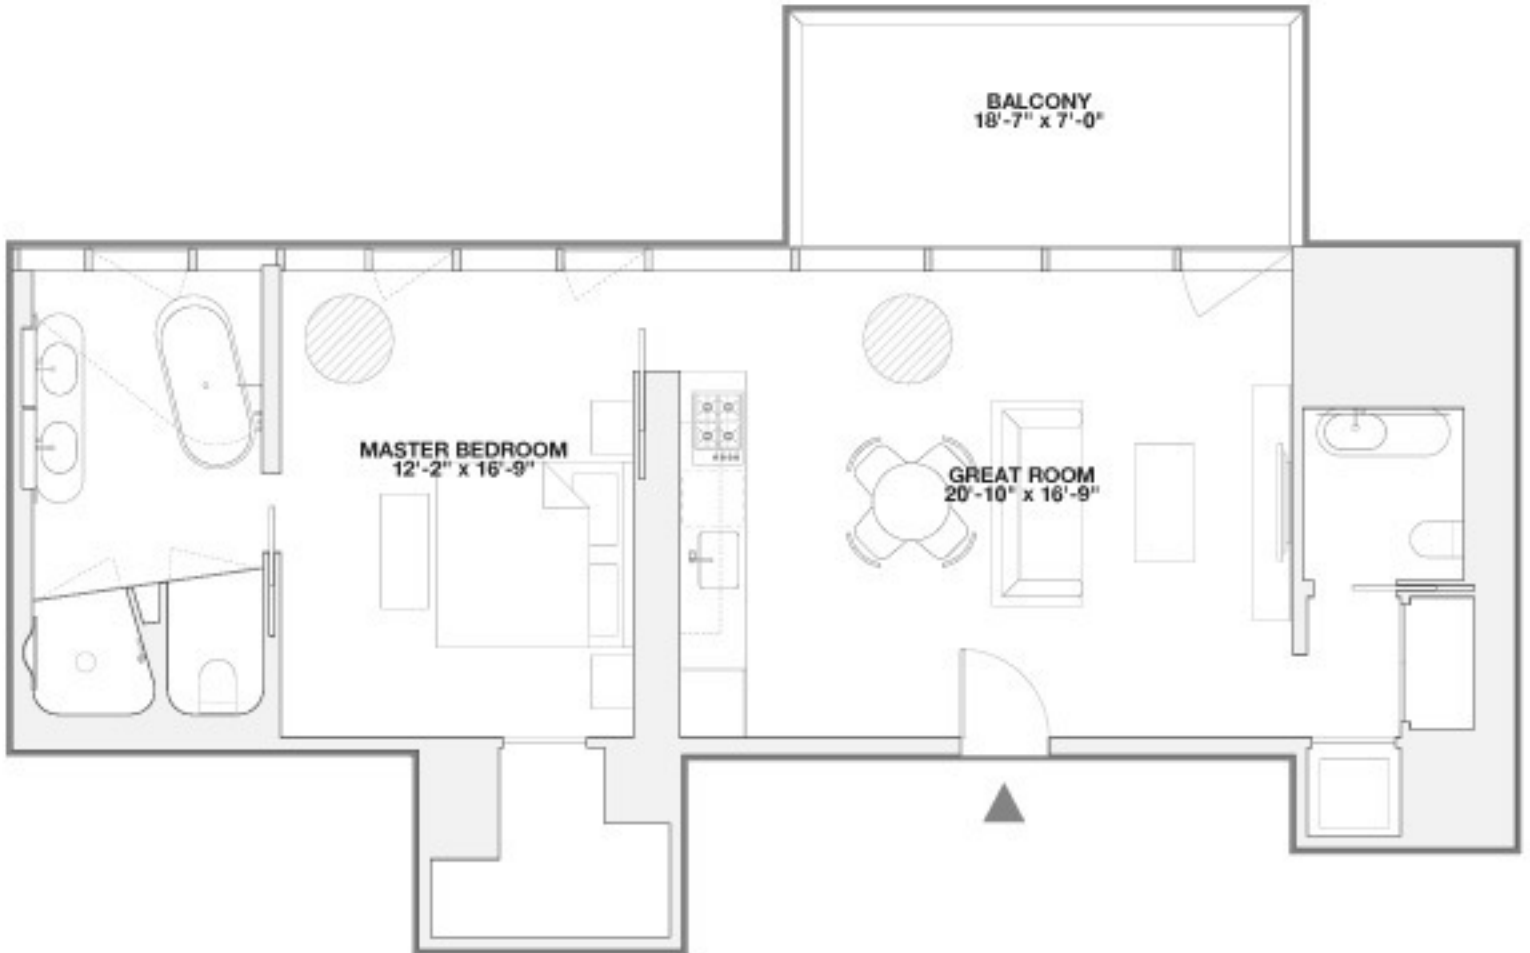 BALCONY
18'-7" x 7'-0"
MASTER BEDROOM
12'-2" x 16'-9"
GREAT ROOM
20'-10" x 16'-9"